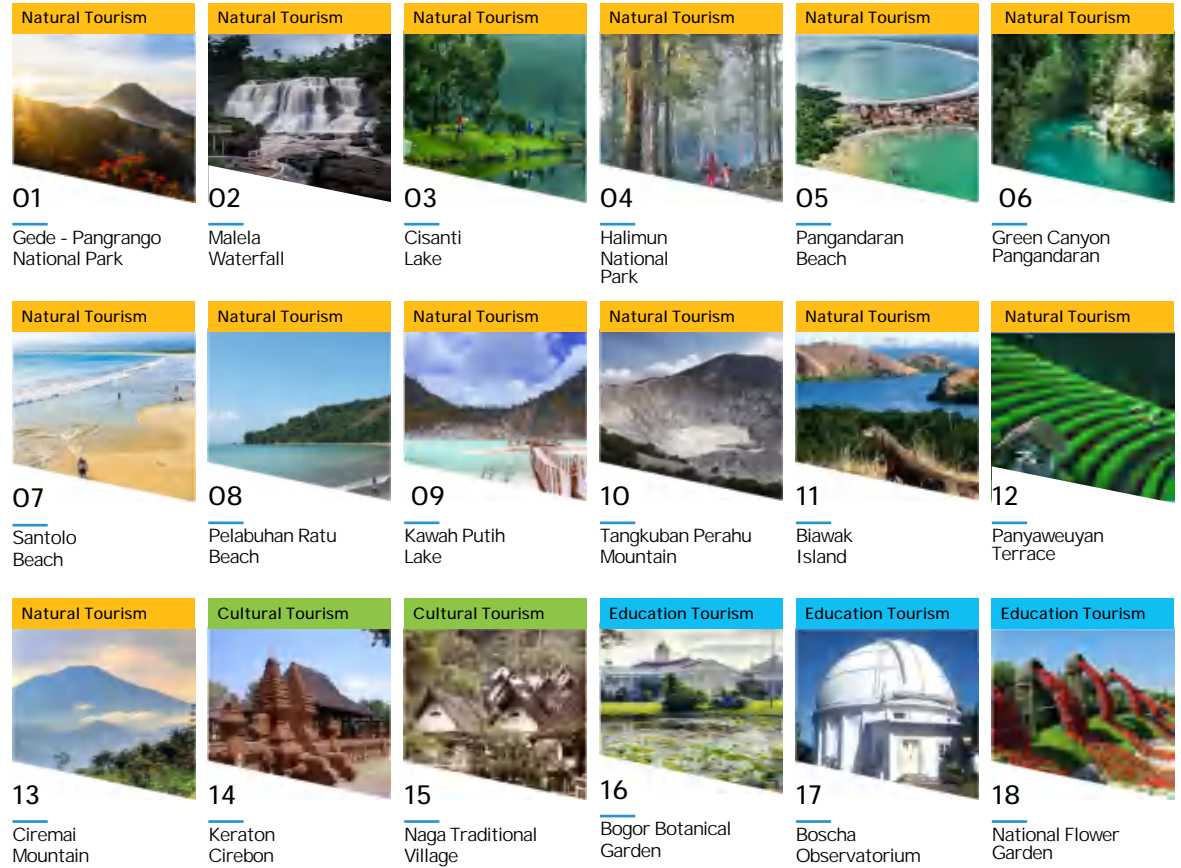 Natural Tourism
Natural Tourism
Natural Tourism
Natural Tourism
Natural Tourism
Natural Tourism
01
Gede - Pangrango
National Park
02
Malela
Waterfall
03
Cisanti
Lake
04
Halimun
National
Park
05
Pangandaran
Beach
06
Green Canyon
Pangandaran
Natural Tourism
Natural Tourism
Natural Tourism
Natural Tourism
Natural Tourism
Natural Tourism
07
Santolo
Beach
08
Pelabuhan Ratu
Beach
09
Kawah Putih
Lake
10
Tangkuban Perahu
Mountain
11
Biawak
Island
12
Panyaweuyan
Terrace
Natural Tourism
Cultural Tourism
Cultural Tourism
Education Tourism
Education Tourism
Education Tourism
13
Ciremai
Mountain
14
Keraton
Cirebon
15
Naga Traditional
Village
16
Bogor Botanical
Garden
17
Boscha
Observatorium
18
National Flower
Garden